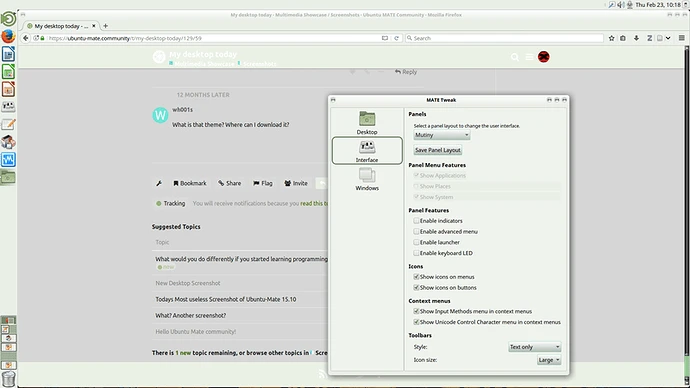 Thu Feb 23, 10:18
My desktop today - Multimedia Showcase / Screenshots - Ubuntu MATE Community - Mozilla Firefox
My desktop today - ...
https://ubuntu-mate.community/t/my-desktop-today/129/59
Search
My desktop today
Multimedia Showcase
Screenshots
Reply
12 MONTHS LATER
W
wh001s
What is that theme? Where can I download it?
Bookmark
Share
Flag
Invite
Tracking
You will receive notifications because you read this to
Suggested Topics
Topic
What would you do differently if you started learning programming
new
New Desktop Screenshot
Todays Most useless Screenshot of Ubuntu-Mate 15.10
What? Another screenshot?
Hello Ubuntu Mate community!
There is 1 new topic remaining, or browse other topics in
MATE Tweak
Desktop
Interface
Windows
Panels
Select a panel layout to change the user interface.
Mutiny
Save Panel Layout
Panel Menu Features
Show Applications
Show Places
Show System
Panel Features
Enable indicators
Enable advanced menu
Enable launcher
Enable keyboard LED
Icons
Show icons on menus
Show icons on buttons
Context menus
Show Input Methods menu in context menus
Show Unicode Control Character menu in context menus
Toolbars
Style:
Text only
Icon size:
Large